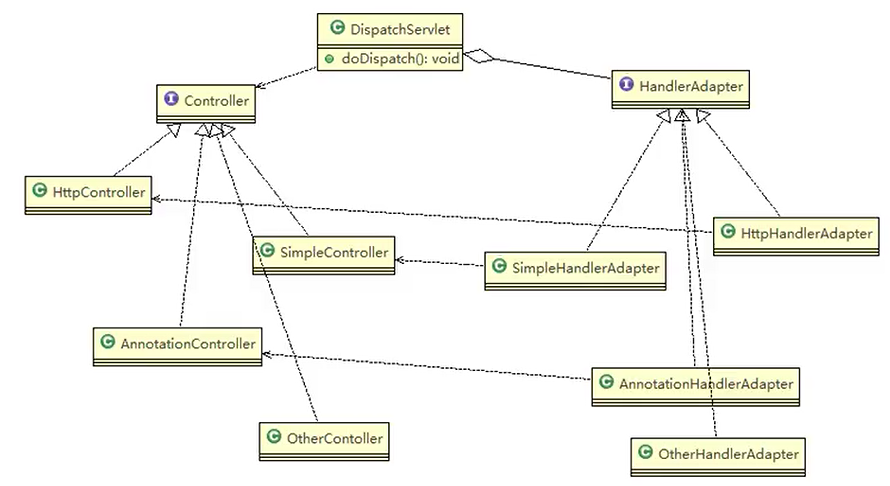 DispatchServlet
doDispatch(): void
Controller
HandlerAdapter
HttpController
HttpHandlerAdapter
SimpleController
SimpleHandlerAdapter
AnnotationController
AnnotationHandlerAdapter
OtherContoller
OtherHandlerAdapter